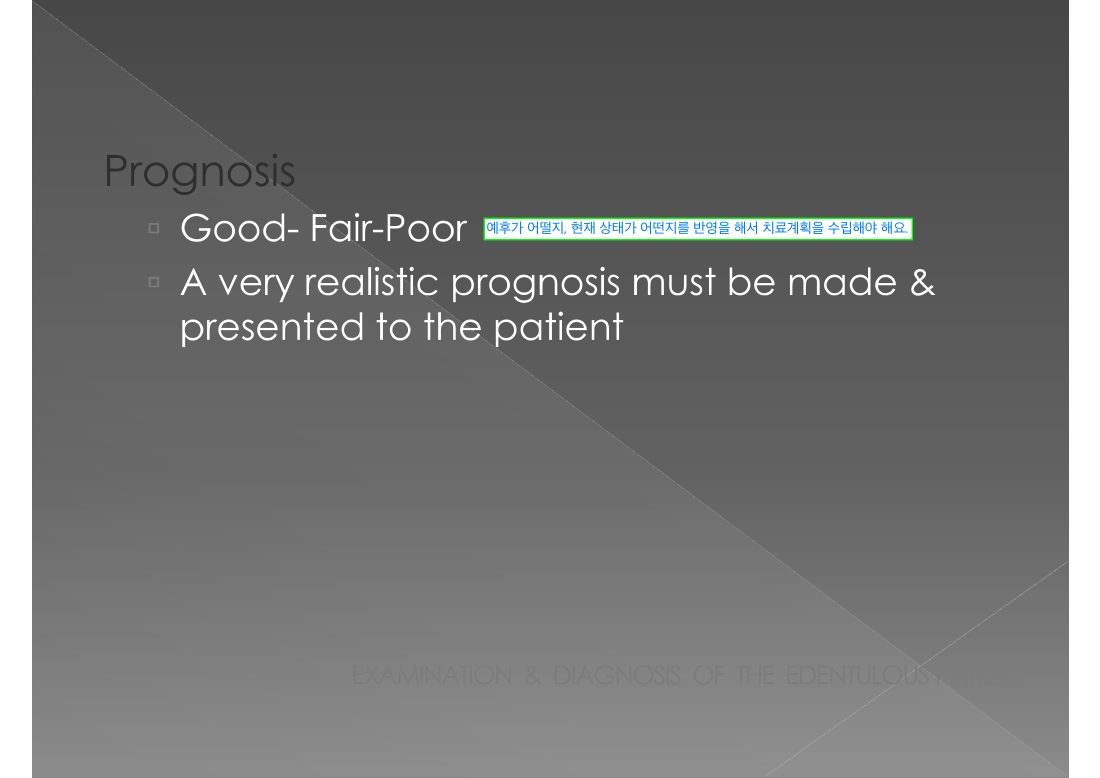 Prognosis
Good- Fair-Poor 예후가 어떨지, 현재 상태가 어떤지를 반영을 해서 치료계획을 수립해야 해요.
A very realistic prognosis must be made &
presented to the patient
EXAMINATION & DIAGNOSIS OF THE EDENTULOUS